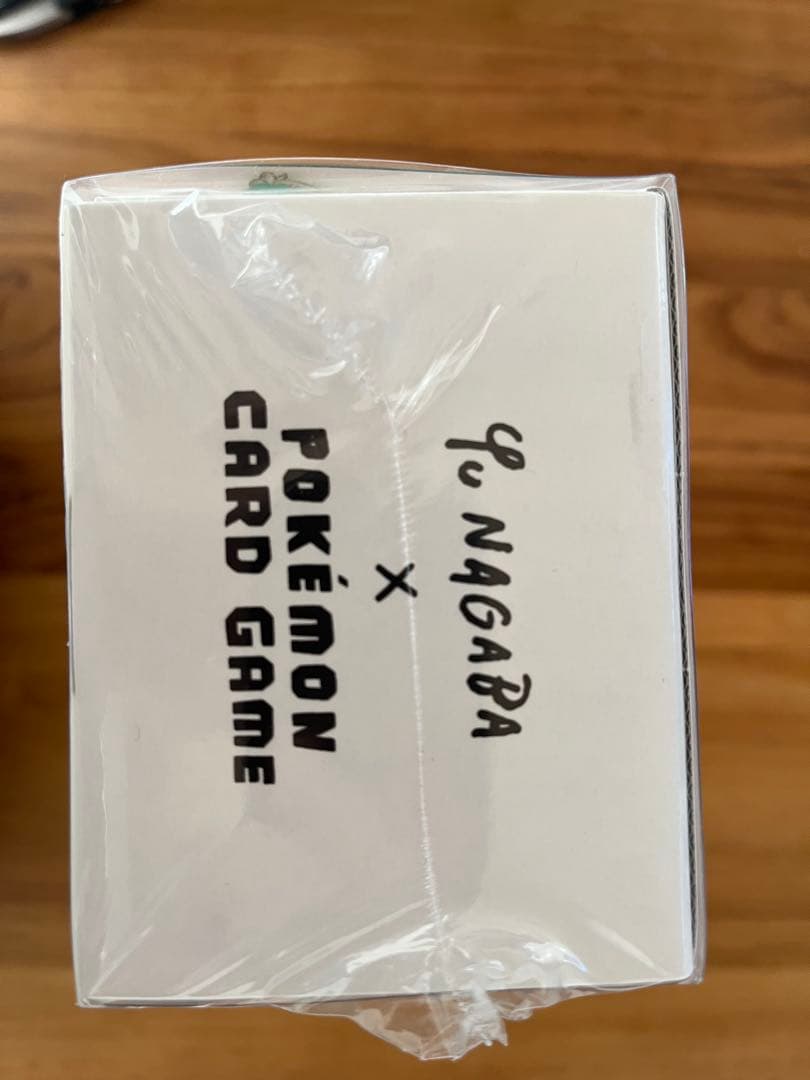 Yu NAGABA
×
POKÉMON
CARD GAME